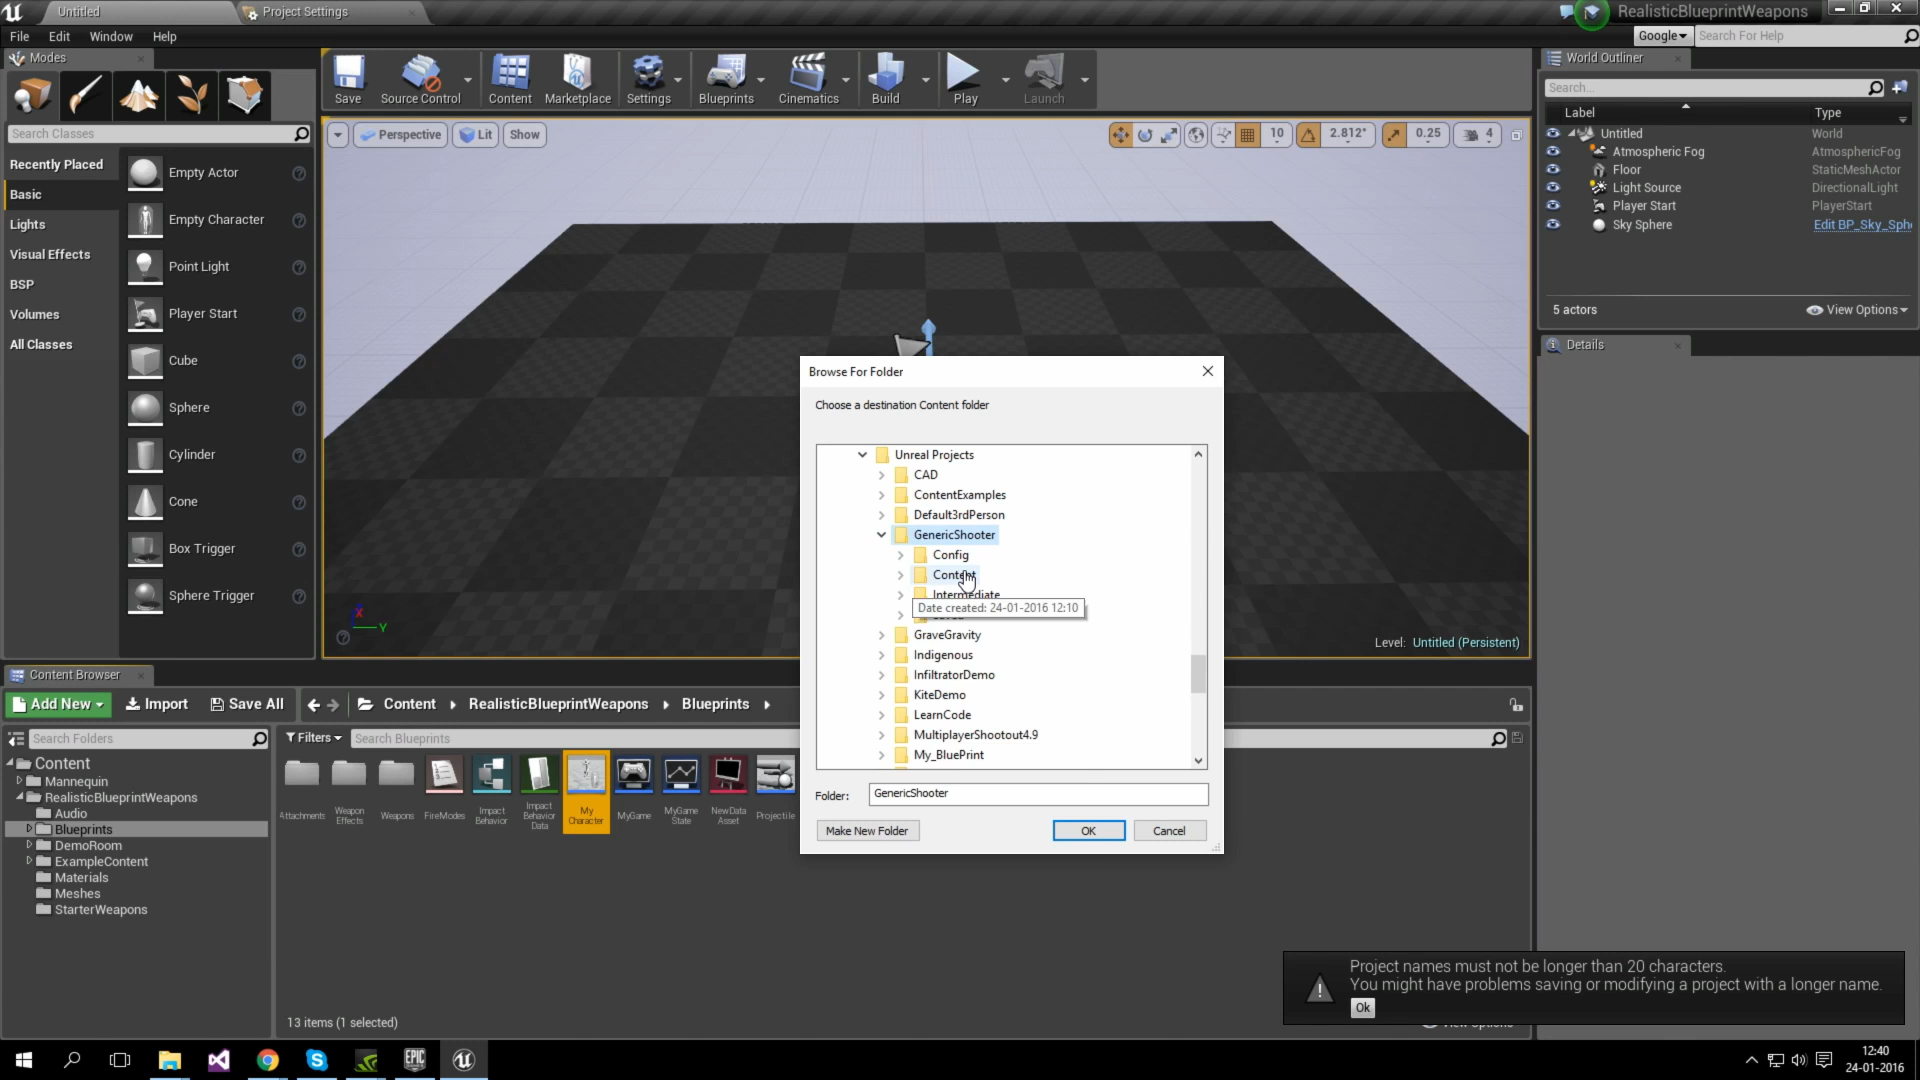 Untitled
Project Settings
RealisticBlueprintWeapons
File Edit Window Help
Google
Search For Help
Modes
Search Classes
Recently Placed
Basic
Lights
Visual Effects
BSP
Volumes
All Classes
Empty Actor
Empty Character
Point Light
Player Start
Cube
Sphere
Cylinder
Cone
Box Trigger
Sphere Trigger
Save
Source Control
Content
Marketplace
Settings
Blueprints
Cinematics
Build
Play
Launch
Perspective
Lit
Show
10
2.812°
0.25
4
X
Y
Level: Untitled (Persistent)
World Outliner
Search...
Label Type
Untitled World
Atmospheric Fog AtmosphericFog
Floor StaticMeshActor
Light Source DirectionalLight
Player Start PlayerStart
Sky Sphere Edit BP_Sky_Sph
5 actors
View Options
Details
Browse For Folder
Choose a destination Content folder
Unreal Projects
CAD
ContentExamples
Default3rdPerson
GenericShooter
Config
Content
Intermediate
Date created: 24-01-2016 12:10
GraveGravity
Indigenous
InfiltratorDemo
KiteDemo
LearnCode
MultiplayerShootout4.9
My_BluePrint
Folder: GenericShooter
Make New Folder
OK
Cancel
Content Browser
Add New
Import
Save All
Content
RealisticBlueprintWeapons
Blueprints
Search Folders
Filters
Search Blueprints
Content
Mannequin
RealisticBlueprintWeapons
Audio
Blueprints
DemoRoom
ExampleContent
Materials
Meshes
StarterWeapons
Attachments
Weapon Effects
Weapons
FireModes
Impact Behavior
Impact Behavior Data
My Character
MyGame
MyGame State
NewData Asset
Projectile
13 items (1 selected)
Project names must not be longer than 20 characters.
You might have problems saving or modifying a project with a longer name.
Ok
EPIC
12:40
24-01-2016